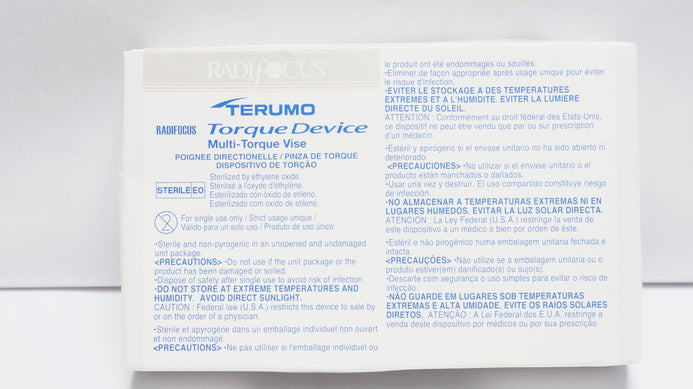 RADIFOCUS
TERUMO
RADIFOCUS Torque Device
Multi-Torque Vise
POIGNEE DIRECTIONELLE / PINZA DE TORQUE
DISPOSITIVO DE TORÇÃO
STERILE EO
Sterilized by ethylene oxide.
Stérilisé à l'oxyde d'éthylène.
Esterilizado con óxido de etileno.
Esterilizado com óxido de etileno.
2
For single use only / Strict usage unique /
Válido para un solo uso / Produto de uso único
•Sterile and non-pyrogenic in an unopened and undamaged
unit package.
<PRECAUTIONS> •Do not use if the unit package or the
product has been damaged or soiled.
•Dispose of safely after single use to avoid risk of infection.
•DO NOT STORE AT EXTREME TEMPERATURES AND
HUMIDITY. AVOID DIRECT SUNLIGHT.
CAUTION : Federal law (U.S.A.) restricts this device to sale by
or on the order of a physician.
•Stérile et apyrogène dans un emballage individuel non ouvert
et non endommagé.
<PRECAUTIONS> •Ne pas utiliser si l'emballage individuel ou
le produit ont été endommagés ou souillés.
•Eliminer de façon appropriée après usage unique pour éviter
le risque d'infection.
•EVITER LE STOCKAGE A DES TEMPERATURES
EXTREMES ET A L'HUMIDITE. EVITER LA LUMIERE
DIRECTE DU SOLEIL.
ATTENTION : Conformément au droit fédéral des Etats-Unis,
ce dispositif ne peut être vendu que par ou sur prescription
d'un médecin.
•Estéril y apirógeno si el envase unitario no ha sido abierto ni
deteriorado.
<PRECAUCIONES> •No utilizar si el envase unitario o el
producto están manchados o dañados.
•Usar una vez y destruir. El uso compartido constituye riesgo
de infección.
•NO ALMACENAR A TEMPERATURAS EXTREMAS NI EN
LUGARES HUMEDOS. EVITAR LA LUZ SOLAR DIRECTA.
ATENCION : La Ley Federal (U.S.A.) restringe la venta de
este dispositivo a un médico o bien por orden de éste.
•Estéril e não pirogênico numa embalagem unitária fechada e
intacta.
<PRECAUÇÕES> •Não utilize se a embalagem unitária ou o
produto estiver(em) danificado(s) ou sujo(s).
•Descarte com segurança o uso simples para evitar o risco de
infecção.
•NÃO GUARDE EM LUGARES SOB TEMPERATURAS
EXTREMAS E ALTA UMIDADE. EVITE OS RAIOS SOLARES
DIRETOS. ATENÇÃO : A Lei Federal dos E.U.A. restringe a
venda deste dispositivo por médicos ou por sua prescrição.